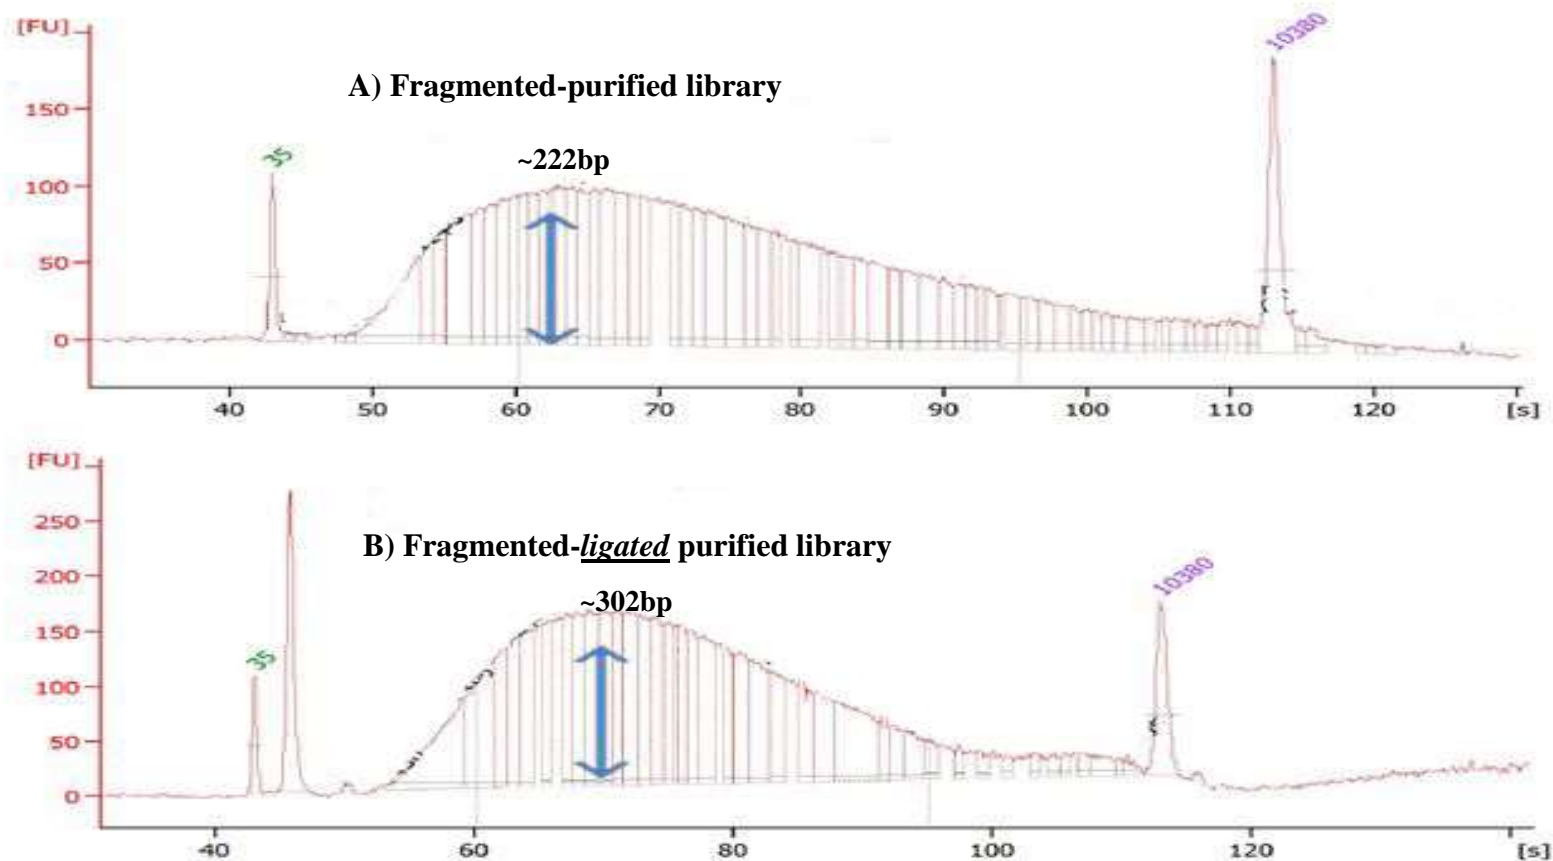 [FU]
10380
A) Fragmented-purified library
150
35
~222bp
100
50
0
40 50 60 70 80 90 100 110 120 [s]
[FU]
250
B) Fragmented-ligated purified library
10380
200
~302bp
150
35
100
50
0
40 60 80 100 120 [s]